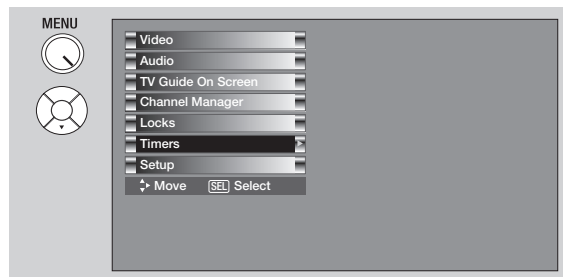 MENU
Video
Audio
TV Guide On Screen
Channel Manager
Locks
Timers
Setup
Move SEL Select